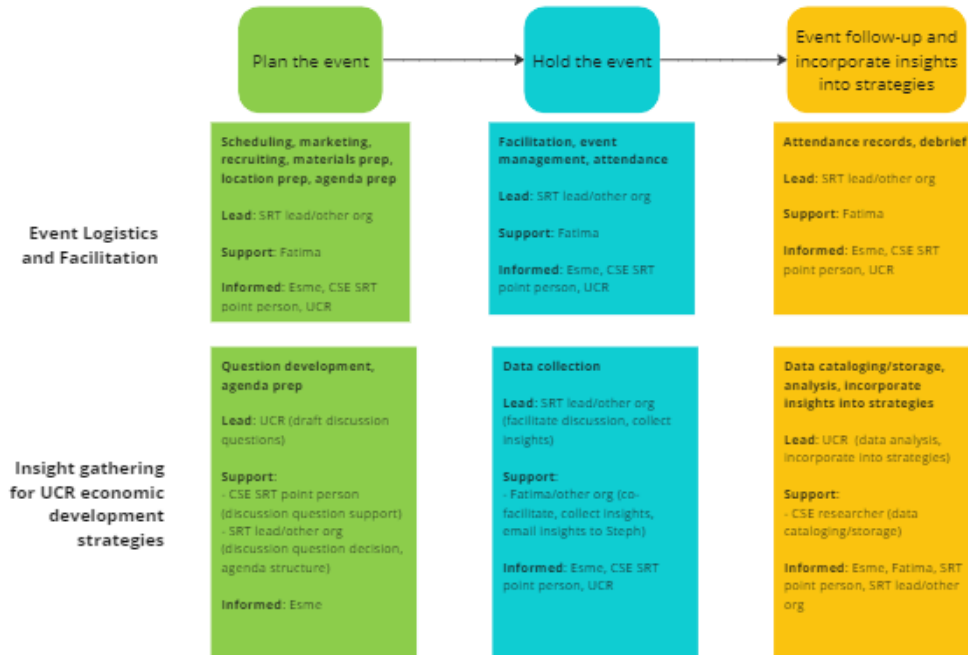 Plan the event
Hold the event
Event follow-up and
incorporate insights
into strategies
Event Logistics
and Facilitation
Scheduling, marketing,
recruiting, materials prep,
location prep, agenda prep
Lead: SRT lead/other org
Support: Fatima
Informed: Esme, CSE SRT
point person, UCR
Facilitation, event
management, attendance
Lead: SRT lead/other org
Support: Fatima
Informed: Esme, CSE SRT
point person, UCR
Attendance records, debrief
Lead: SRT lead/other org
Support: Fatima
Informed: Esme, CSE SRT
point person, UCR
Insight gathering
for UCR economic
development
strategies
Question development,
agenda prep
Lead: UCR (draft discussion
questions)
Support:
- CSE SRT point person
(discussion question support)
- SRT lead/other org
(discussion question decision,
agenda structure)
Informed: Esme
Data collection
Lead: SRT lead/other org
(facilitate discussion, collect
insights)
Support:
- Fatima/other org (co-
facilitate, collect insights,
email insights to Steph)
Informed: Esme, CSE SRT
point person, UCR
Data cataloging/storage,
analysis, incorporate
insights into strategies
Lead: UCR (data analysis,
incorporate into strategies)
Support:
- CSE researcher (data
cataloging/storage)
Informed: Esme, Fatima, SRT
point person, SRT lead/other
org